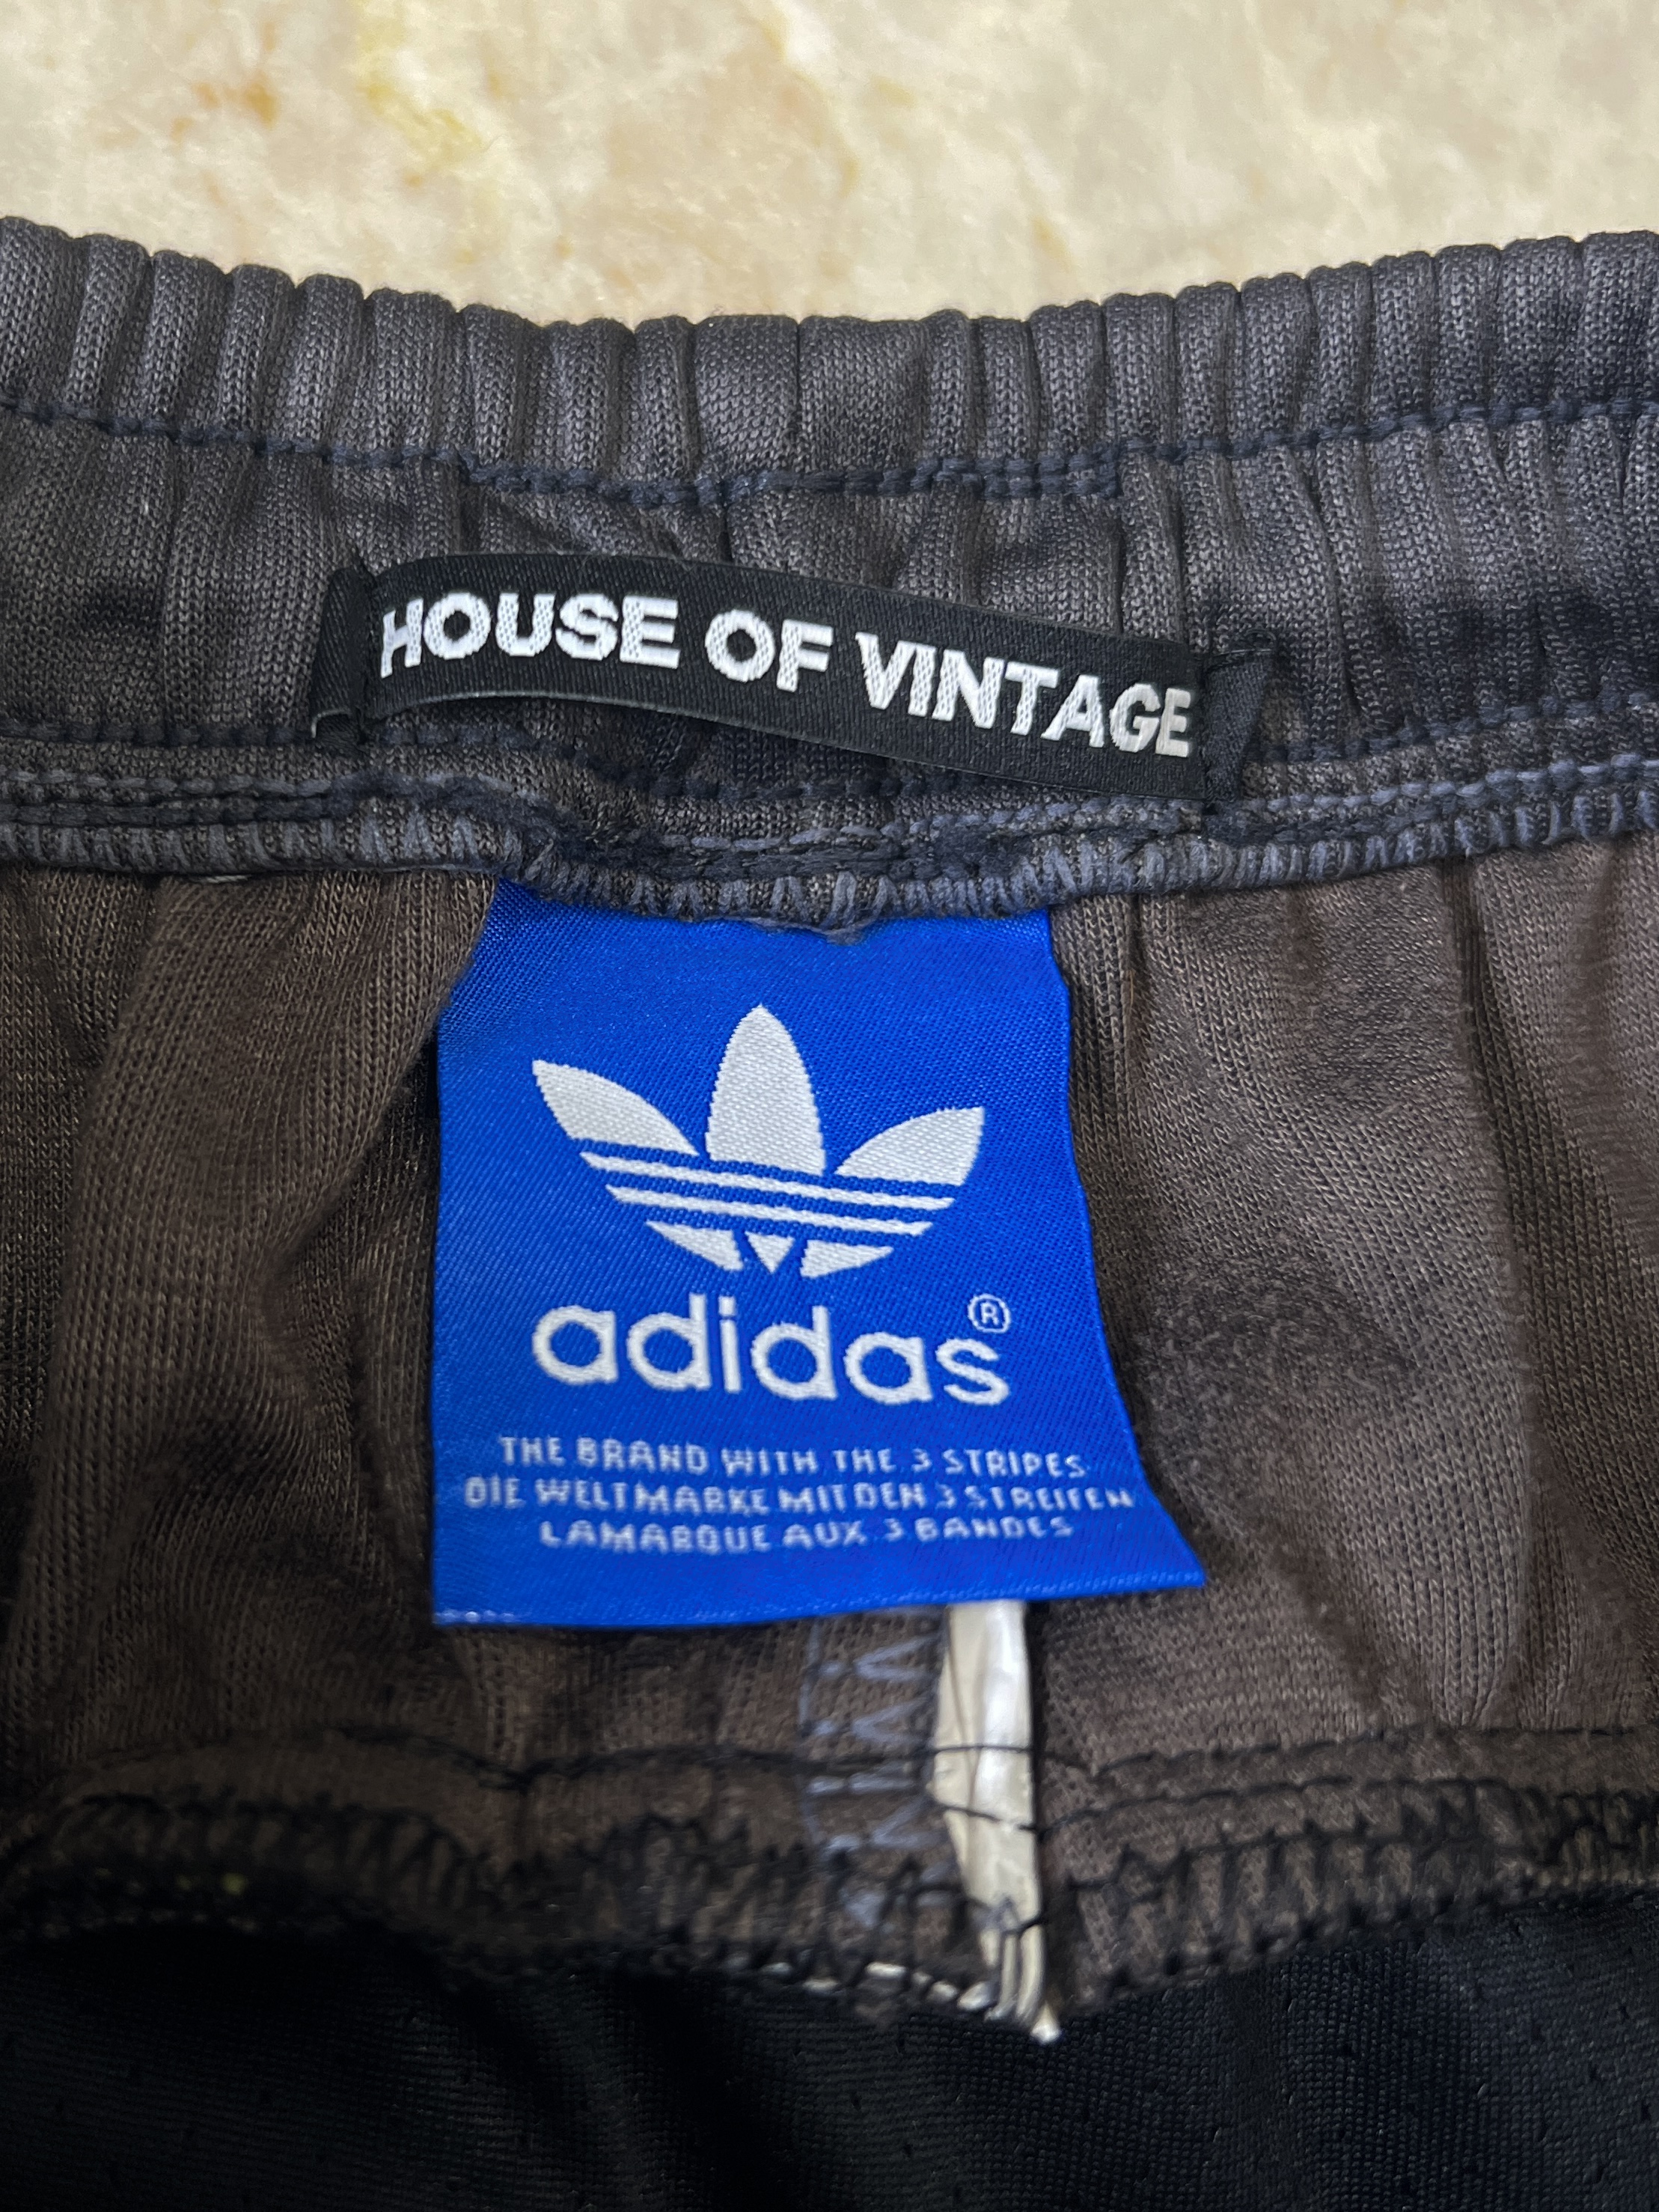 HOUSE OF VINTAGE
adidas®
THE BRAND WITH THE 3 STRIPES
DIE WELTMARKE MIT DEN 3 STREIFEN
LA MARQUE AUX 3 BANDES